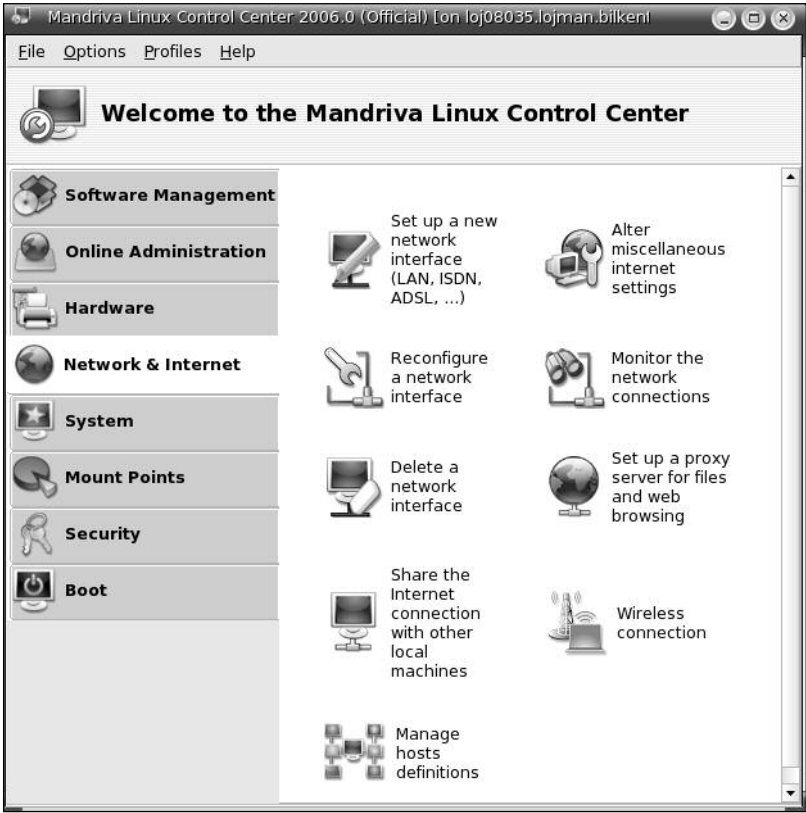 Mandriva Linux Control Center 2006.0 (Official) [on loj08035.lojman.bilkent
File Options Profiles Help
Welcome to the Mandriva Linux Control Center
Software Management
Online Administration
Hardware
Network & Internet
System
Mount Points
Security
Boot
Set up a new
network
interface
(LAN, ISDN,
ADSL, ...)
Alter
miscellaneous
internet
settings
Reconfigure
a network
interface
Monitor the
network
connections
Delete a
network
interface
Set up a proxy
server for files
and web
browsing
Share the
Internet
connection
with other
local
machines
Wireless
connection
Manage
hosts
definitions